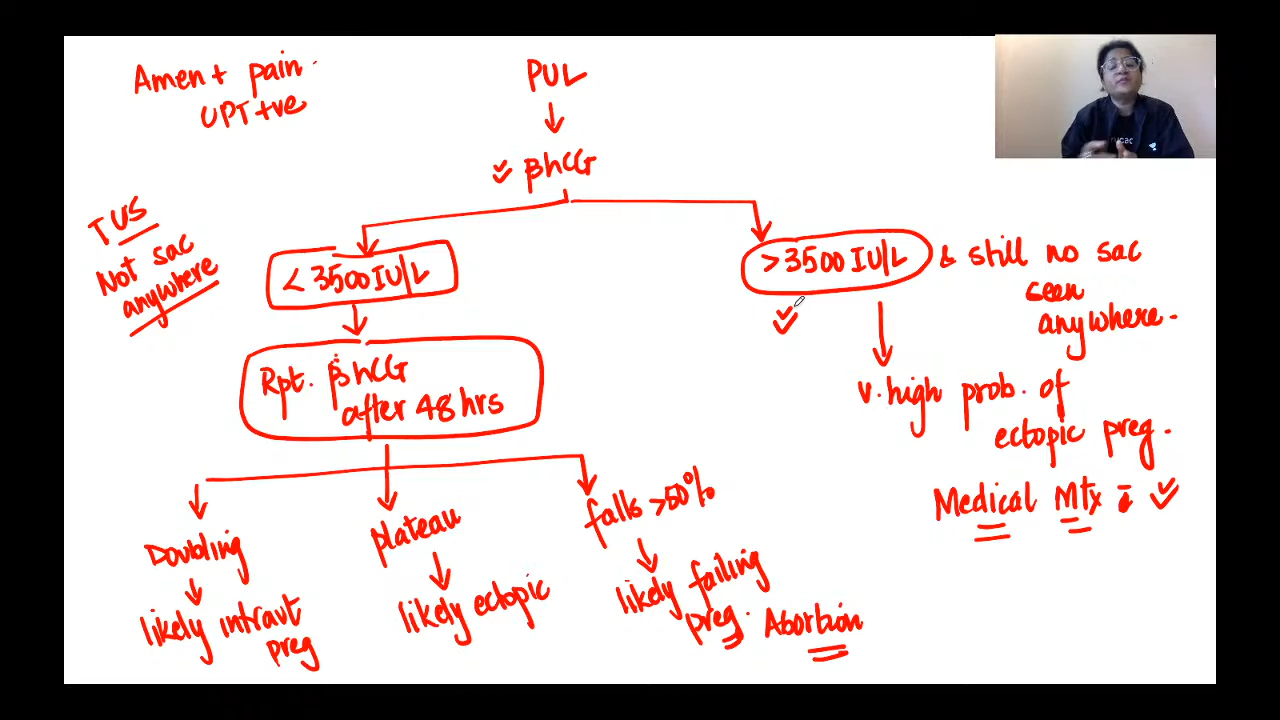 Amen + pain.
UPT +ve
PUL
βhCG
TUS
Not sac
anywhere
< 3500 IU/L
> 3500 IU/L & still no sac
seen
anywhere.
Rpt. βhCG
after 48 hrs
v. high prob. of
ectopic preg.
Medical Mtx
Doubling
likely intraut
preg
plateau
likely ectopic
falls >50%
likely failing
preg. Abortion